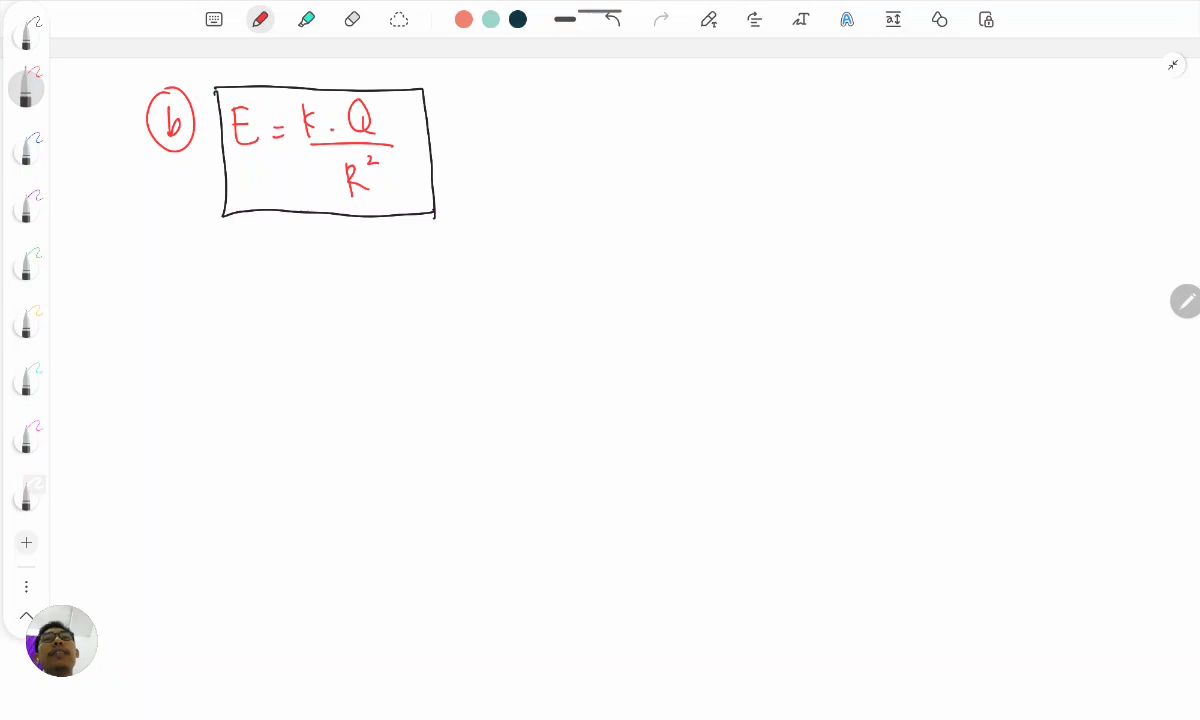 b
E = k . Q
R²